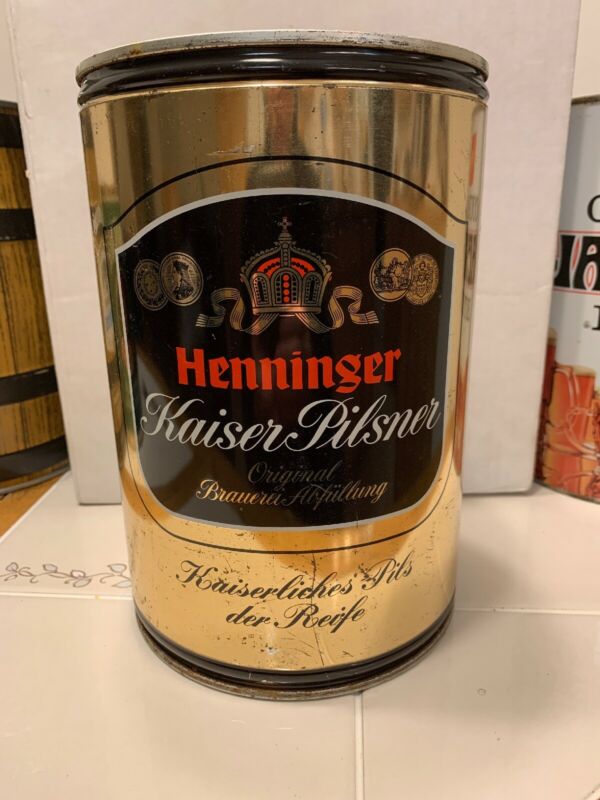 Henninger
Kaiser Pilsner
Original
Brauerei-Abfüllung
Kaiserliches Pils
der Reife